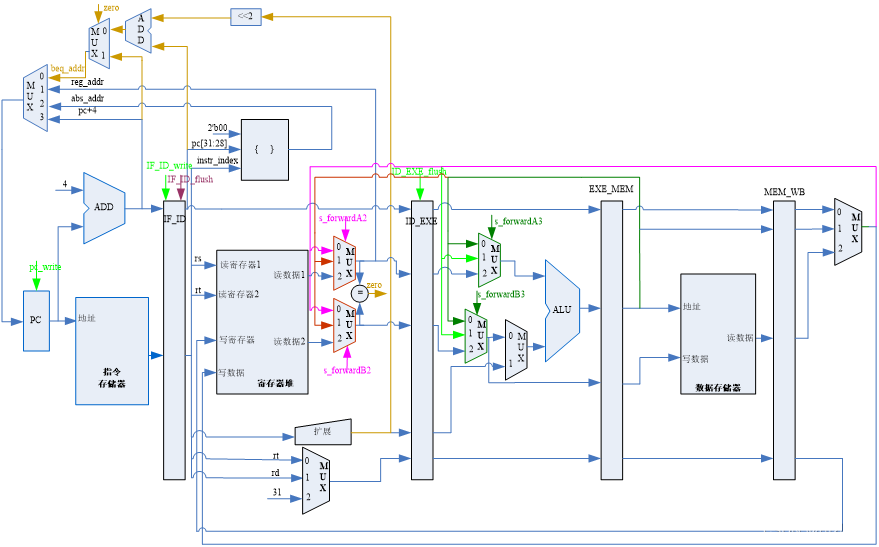 zero
A
D
D
<<2
M
U
X
0
1
beq_addr
M
U
X
0
1
2
3
reg_addr
abs_addr
pc+4
2'b00
pc[31:28]
instr_index
{ }
IF_ID_write
IF_ID_flush
ID_EXE_flush
4
ADD
IF_ID
ID_EXE
EXE_MEM
MEM_WB
s_forwardA2
s_forwardA3
0
1
2
M
U
X
0
1
2
M
U
X
0
1
2
rs
读寄存器1
读数据1
rt
读寄存器2
zero
=
pc_write
PC
地址
指令
存储器
写寄存器
读数据2
写数据
寄存器堆
0
1
2
M
U
X
s_forwardB2
s_forwardB3
0
1
2
M
U
X
0
1
M
U
X
ALU
地址
读数据
写数据
数据存储器
扩展
rt
rd
31
0
1
2
M
U
X